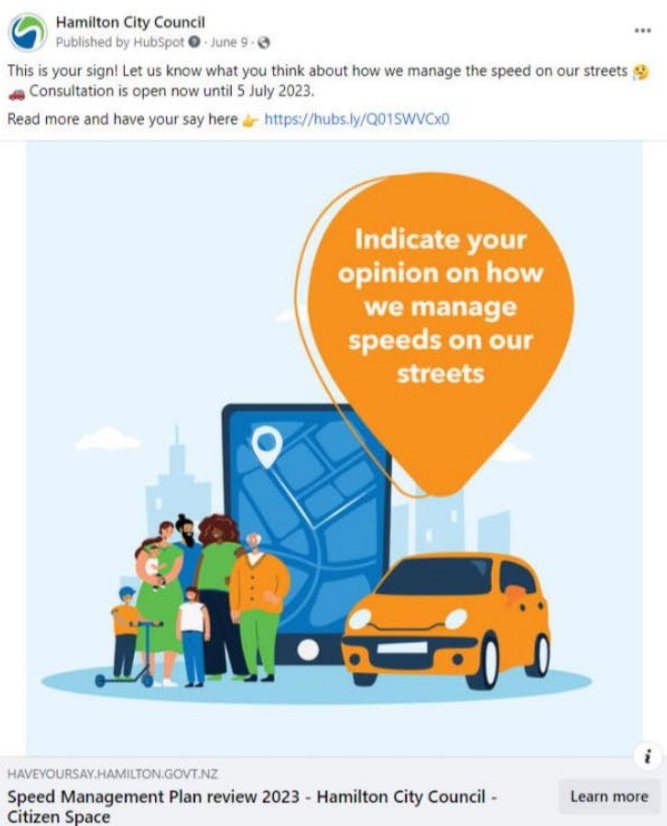 Hamilton City Council
Published by HubSpot · June 9 ·
This is your sign! Let us know what you think about how we manage the speed on our streets 🤔
🚗 Consultation is open now until 5 July 2023.
Read more and have your say here 👉 https://hubs.ly/Q01SWVCx0
Indicate your
opinion on how
we manage
speeds on our
streets
i
HAVEYOURSAY.HAMILTON.GOVT.NZ
Speed Management Plan review 2023 - Hamilton City Council -
Citizen Space
Learn more